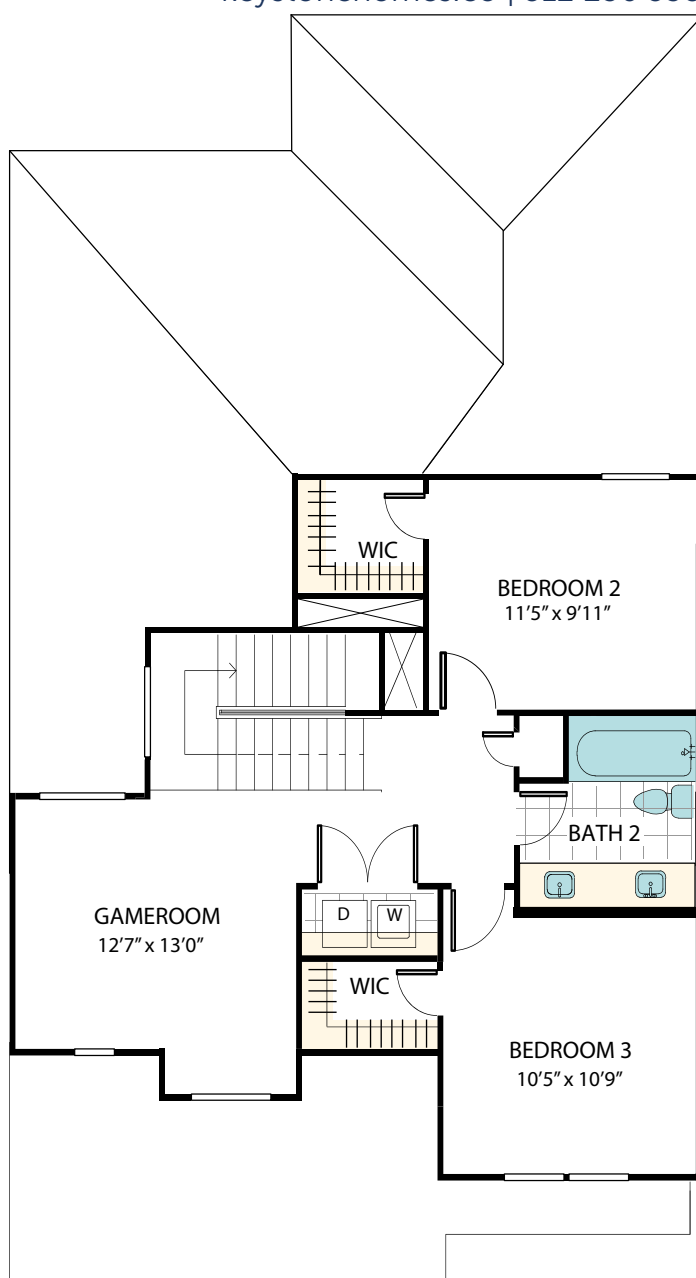 WIC
BEDROOM 2
11'5” x 9'11”
BATH 2
D
W
GAMEROOM
12'7” x 13'0”
WIC
BEDROOM 3
10'5” x 10'9”